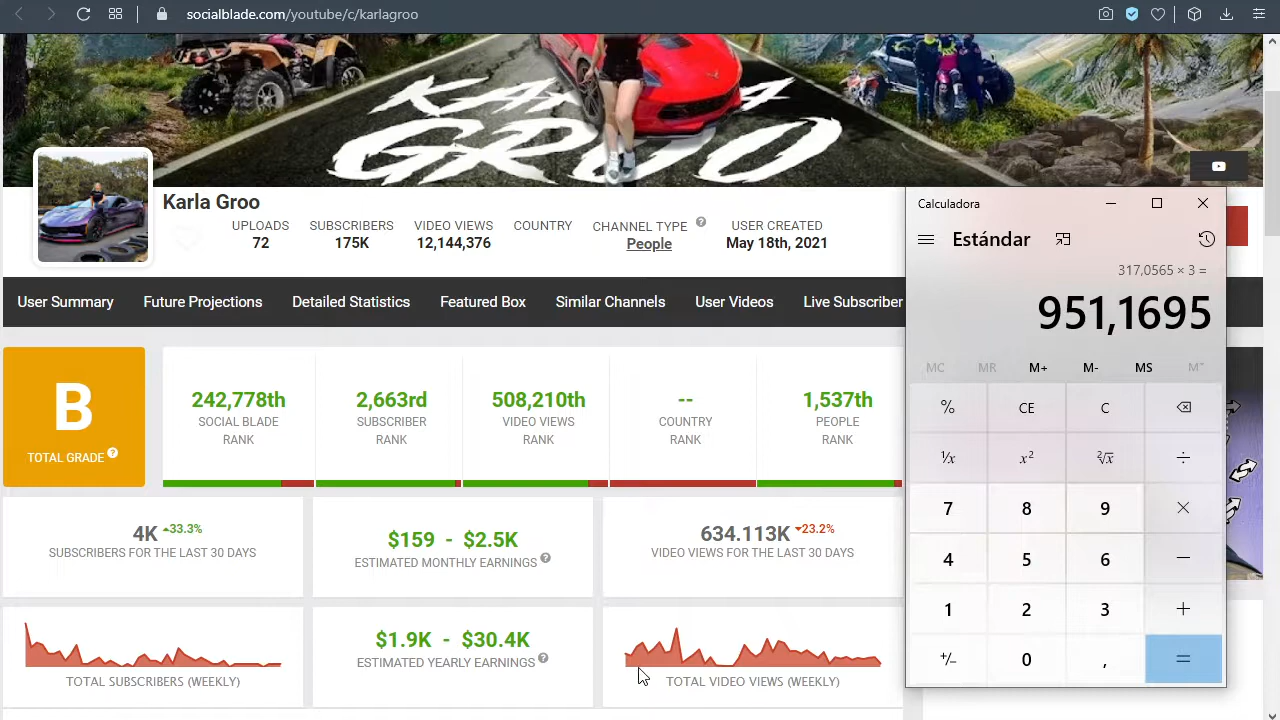 socialblade.com/youtube/c/karlagroo
KARLA
GROO
Karla Groo
UPLOADS
72
SUBSCRIBERS
175K
VIDEO VIEWS
12,144,376
COUNTRY
CHANNEL TYPE ?
People
USER CREATED
May 18th, 2021
User Summary
Future Projections
Detailed Statistics
Featured Box
Similar Channels
User Videos
Live Subscriber
B
TOTAL GRADE ?
242,778th
SOCIAL BLADE
RANK
2,663rd
SUBSCRIBER
RANK
508,210th
VIDEO VIEWS
RANK
--
COUNTRY
RANK
1,537th
PEOPLE
RANK
4K 33.3%
SUBSCRIBERS FOR THE LAST 30 DAYS
$159 - $2.5K
ESTIMATED MONTHLY EARNINGS ?
634.113K 23.2%
VIDEO VIEWS FOR THE LAST 30 DAYS
TOTAL SUBSCRIBERS (WEEKLY)
$1.9K - $30.4K
ESTIMATED YEARLY EARNINGS ?
TOTAL VIDEO VIEWS (WEEKLY)
Calculadora
Estándar
317,0565 × 3 =
951,1695
MC MR M+ M- MS M˅
% CE C
¹/x x² ²√x ÷
7 8 9 ×
4 5 6 −
1 2 3 +
+/− 0 , =